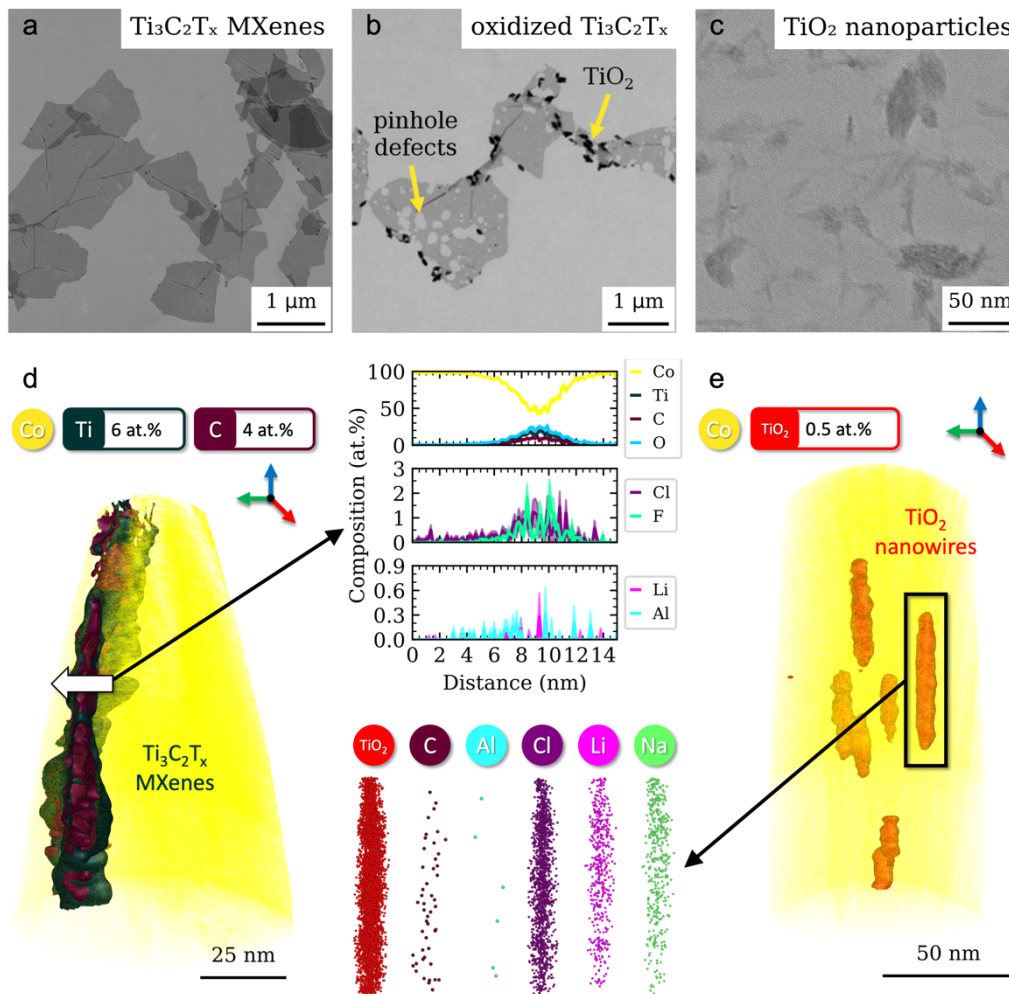 a
Ti₃C₂Tₓ MXenes
b
oxidized Ti₃C₂Tₓ
c
TiO₂ nanoparticles
pinhole
defects
TiO₂
1 μm
1 μm
50 nm
d
Co
Ti
6 at.%
C
4 at.%
Ti₃C₂Tₓ
MXenes
25 nm
Composition (at.%)
100
50
0
Co
Ti
C
O
3
2
1
0
Cl
F
0.9
0.6
0.3
0.0
Li
Al
0 2 4 6 8 10 12 14
Distance (nm)
TiO₂
C
Al
Cl
Li
Na
e
Co
TiO₂
0.5 at.%
TiO₂
nanowires
50 nm